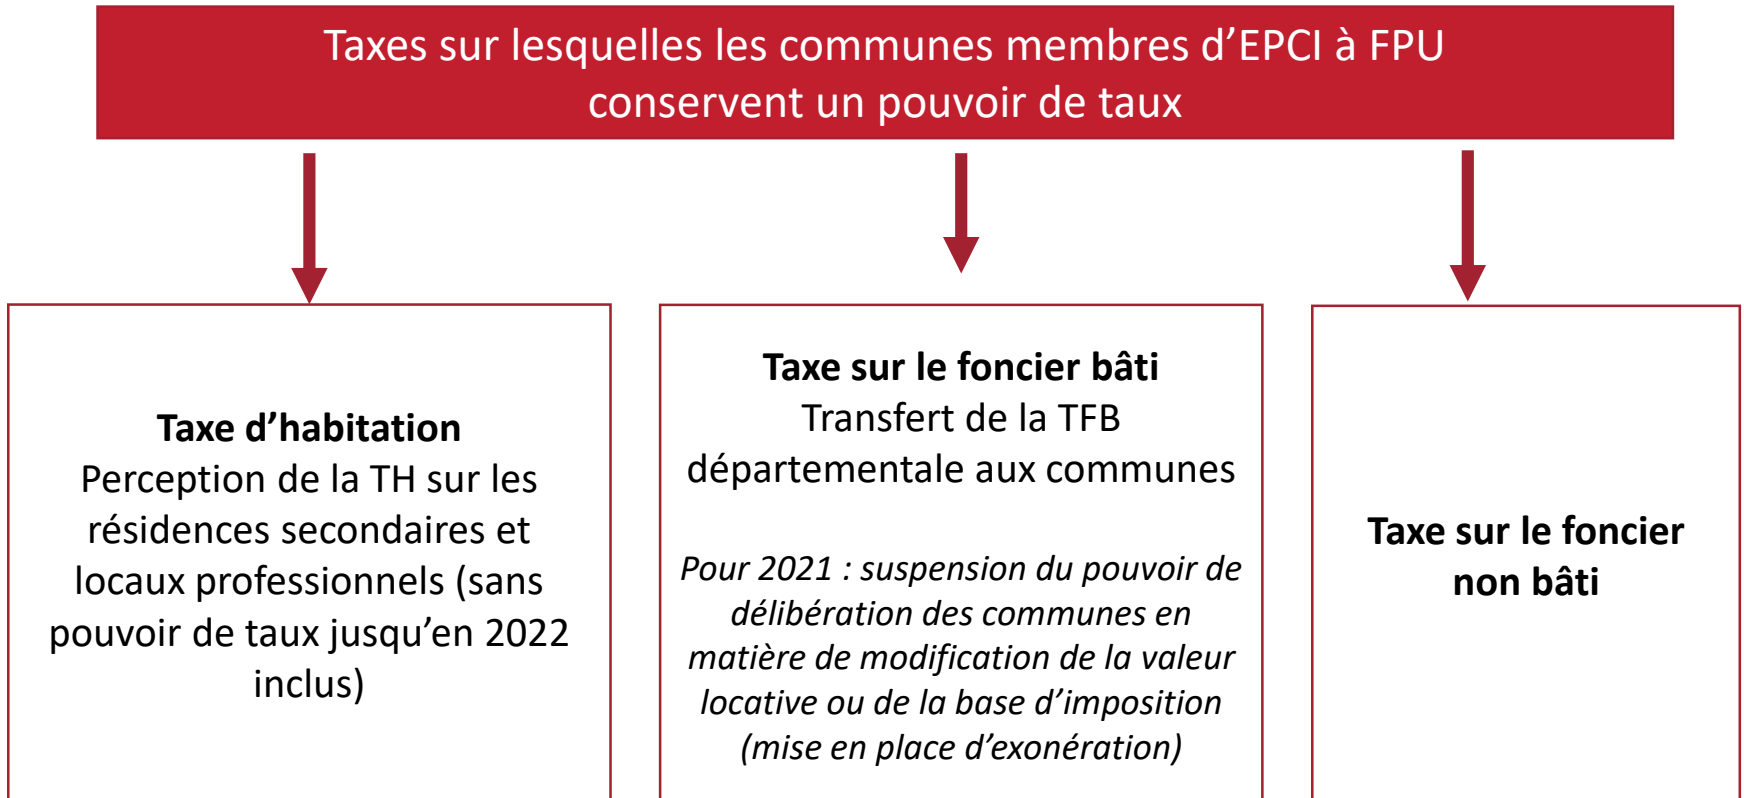 Taxes sur lesquelles les communes membres d’EPCI à FPU
conservent un pouvoir de taux
Taxe d’habitation
Perception de la TH sur les
résidences secondaires et
locaux professionnels (sans
pouvoir de taux jusqu’en 2022
inclus)
Taxe sur le foncier bâti
Transfert de la TFB
départementale aux communes
Pour 2021 : suspension du pouvoir de
délibération des communes en
matière de modification de la valeur
locative ou de la base d’imposition
(mise en place d’exonération)
Taxe sur le foncier
non bâti